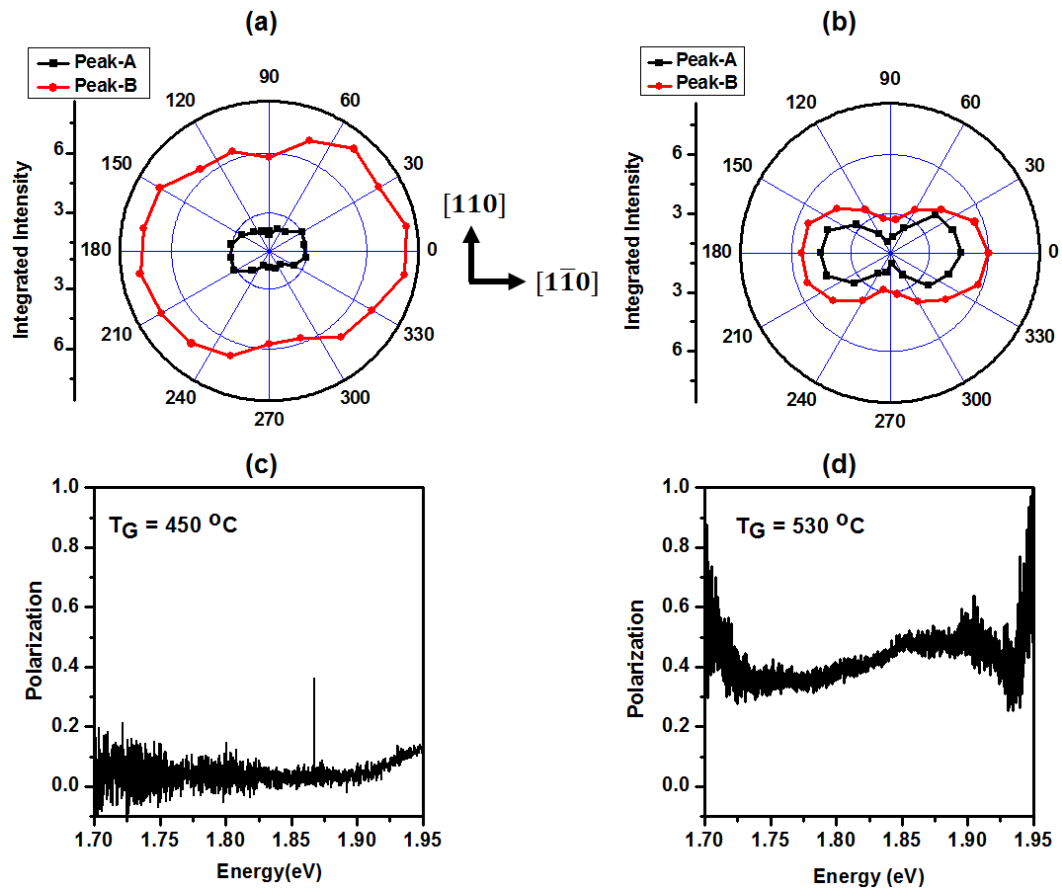 (a)
Peak-A
Peak-B
Integrated Intensity
6
3
3
6
90
120
60
150
30
180
0
210
330
240
300
270
[110]
[11̅0]
(b)
Peak-A
Peak-B
Integrated Intensity
6
3
3
6
90
120
60
150
30
180
0
210
330
240
300
270
(c)
T_G = 450 °C
Polarization
1.0
0.8
0.6
0.4
0.2
0.0
1.70 1.75 1.80 1.85 1.90 1.95
Energy(eV)
(d)
T_G = 530 °C
Polarization
1.0
0.8
0.6
0.4
0.2
0.0
1.70 1.75 1.80 1.85 1.90 1.95
Energy (eV)